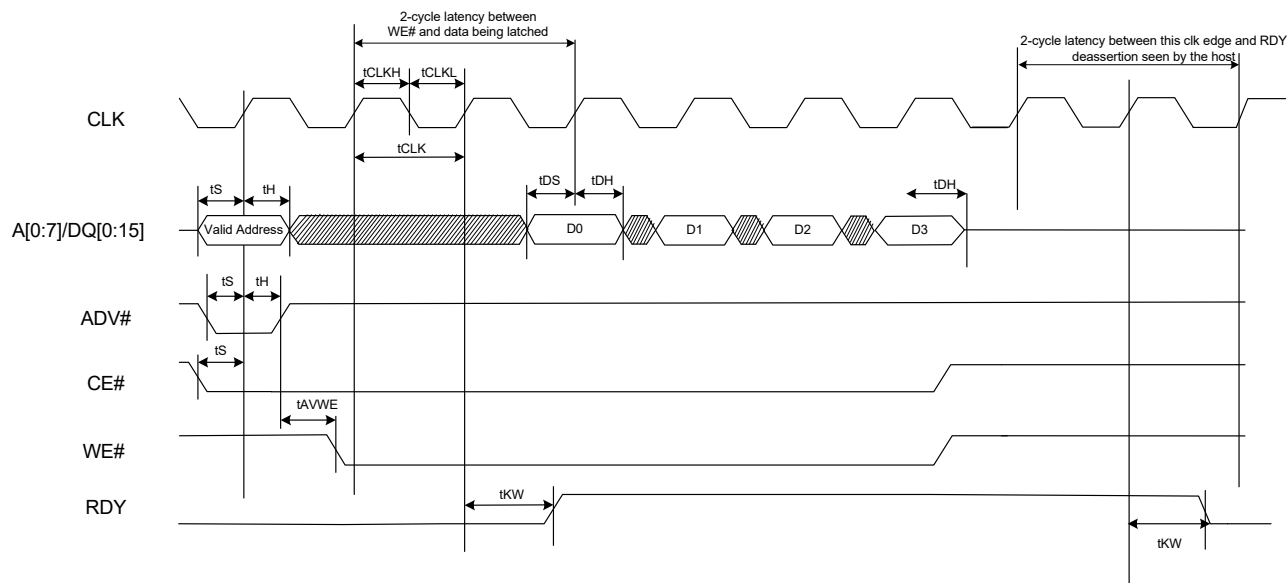 2-cycle latency between
WE# and data being latched
2-cycle latency between this clk edge and RDY
deassertion seen by the host
tCLKH
tCLKL
CLK
tCLK
tS
tH
tDS
tDH
tDH
A[0:7]/DQ[0:15]
Valid Address
D0
D1
D2
D3
tS
tH
ADV#
tS
CE#
tAVWE
WE#
tKW
RDY
tKW